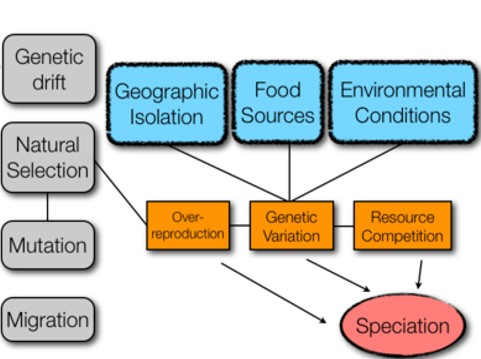 Genetic
drift
Geographic
Isolation
Food
Sources
Environmental
Conditions
Natural
Selection
Over-
reproduction
Genetic
Variation
Resource
Competition
Mutation
Migration
Speciation